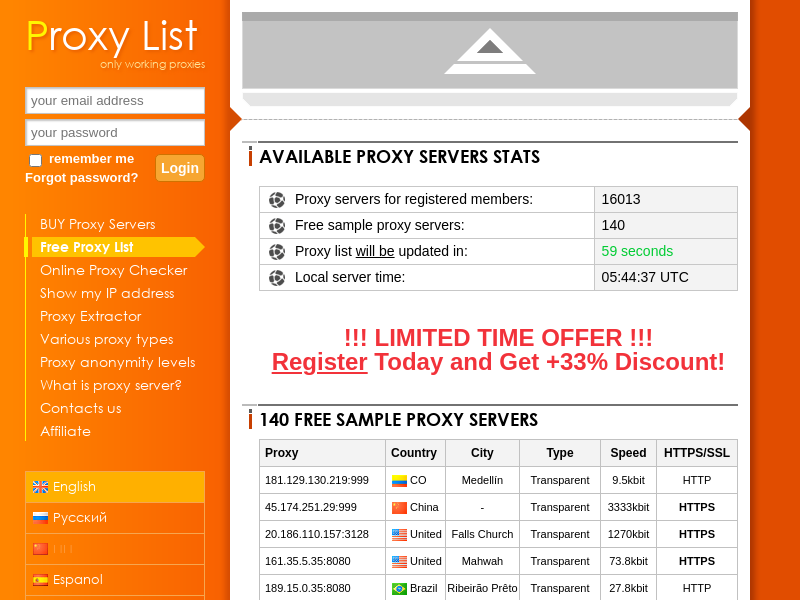 Proxy List
only working proxies
your email address
your password
remember me
Login
Forgot password?
BUY Proxy Servers
Free Proxy List
Online Proxy Checker
Show my IP address
Proxy Extractor
Various proxy types
Proxy anonymity levels
What is proxy server?
Contacts us
Affiliate
English
Русский
Espanol
AVAILABLE PROXY SERVERS STATS
Proxy servers for registered members: 16013
Free sample proxy servers: 140
Proxy list will be updated in: 59 seconds
Local server time: 05:44:37 UTC
!!! LIMITED TIME OFFER !!!
Register Today and Get +33% Discount!
140 FREE SAMPLE PROXY SERVERS
Proxy Country City Type Speed HTTPS/SSL
181.129.130.219:999 CO Medellín Transparent 9.5kbit HTTP
45.174.251.29:999 China - Transparent 3333kbit HTTPS
20.186.110.157:3128 United Falls Church Transparent 1270kbit HTTPS
161.35.5.35:8080 United Mahwah Transparent 73.8kbit HTTPS
189.15.0.35:8080 Brazil Ribeirão Prêto Transparent 27.8kbit HTTP